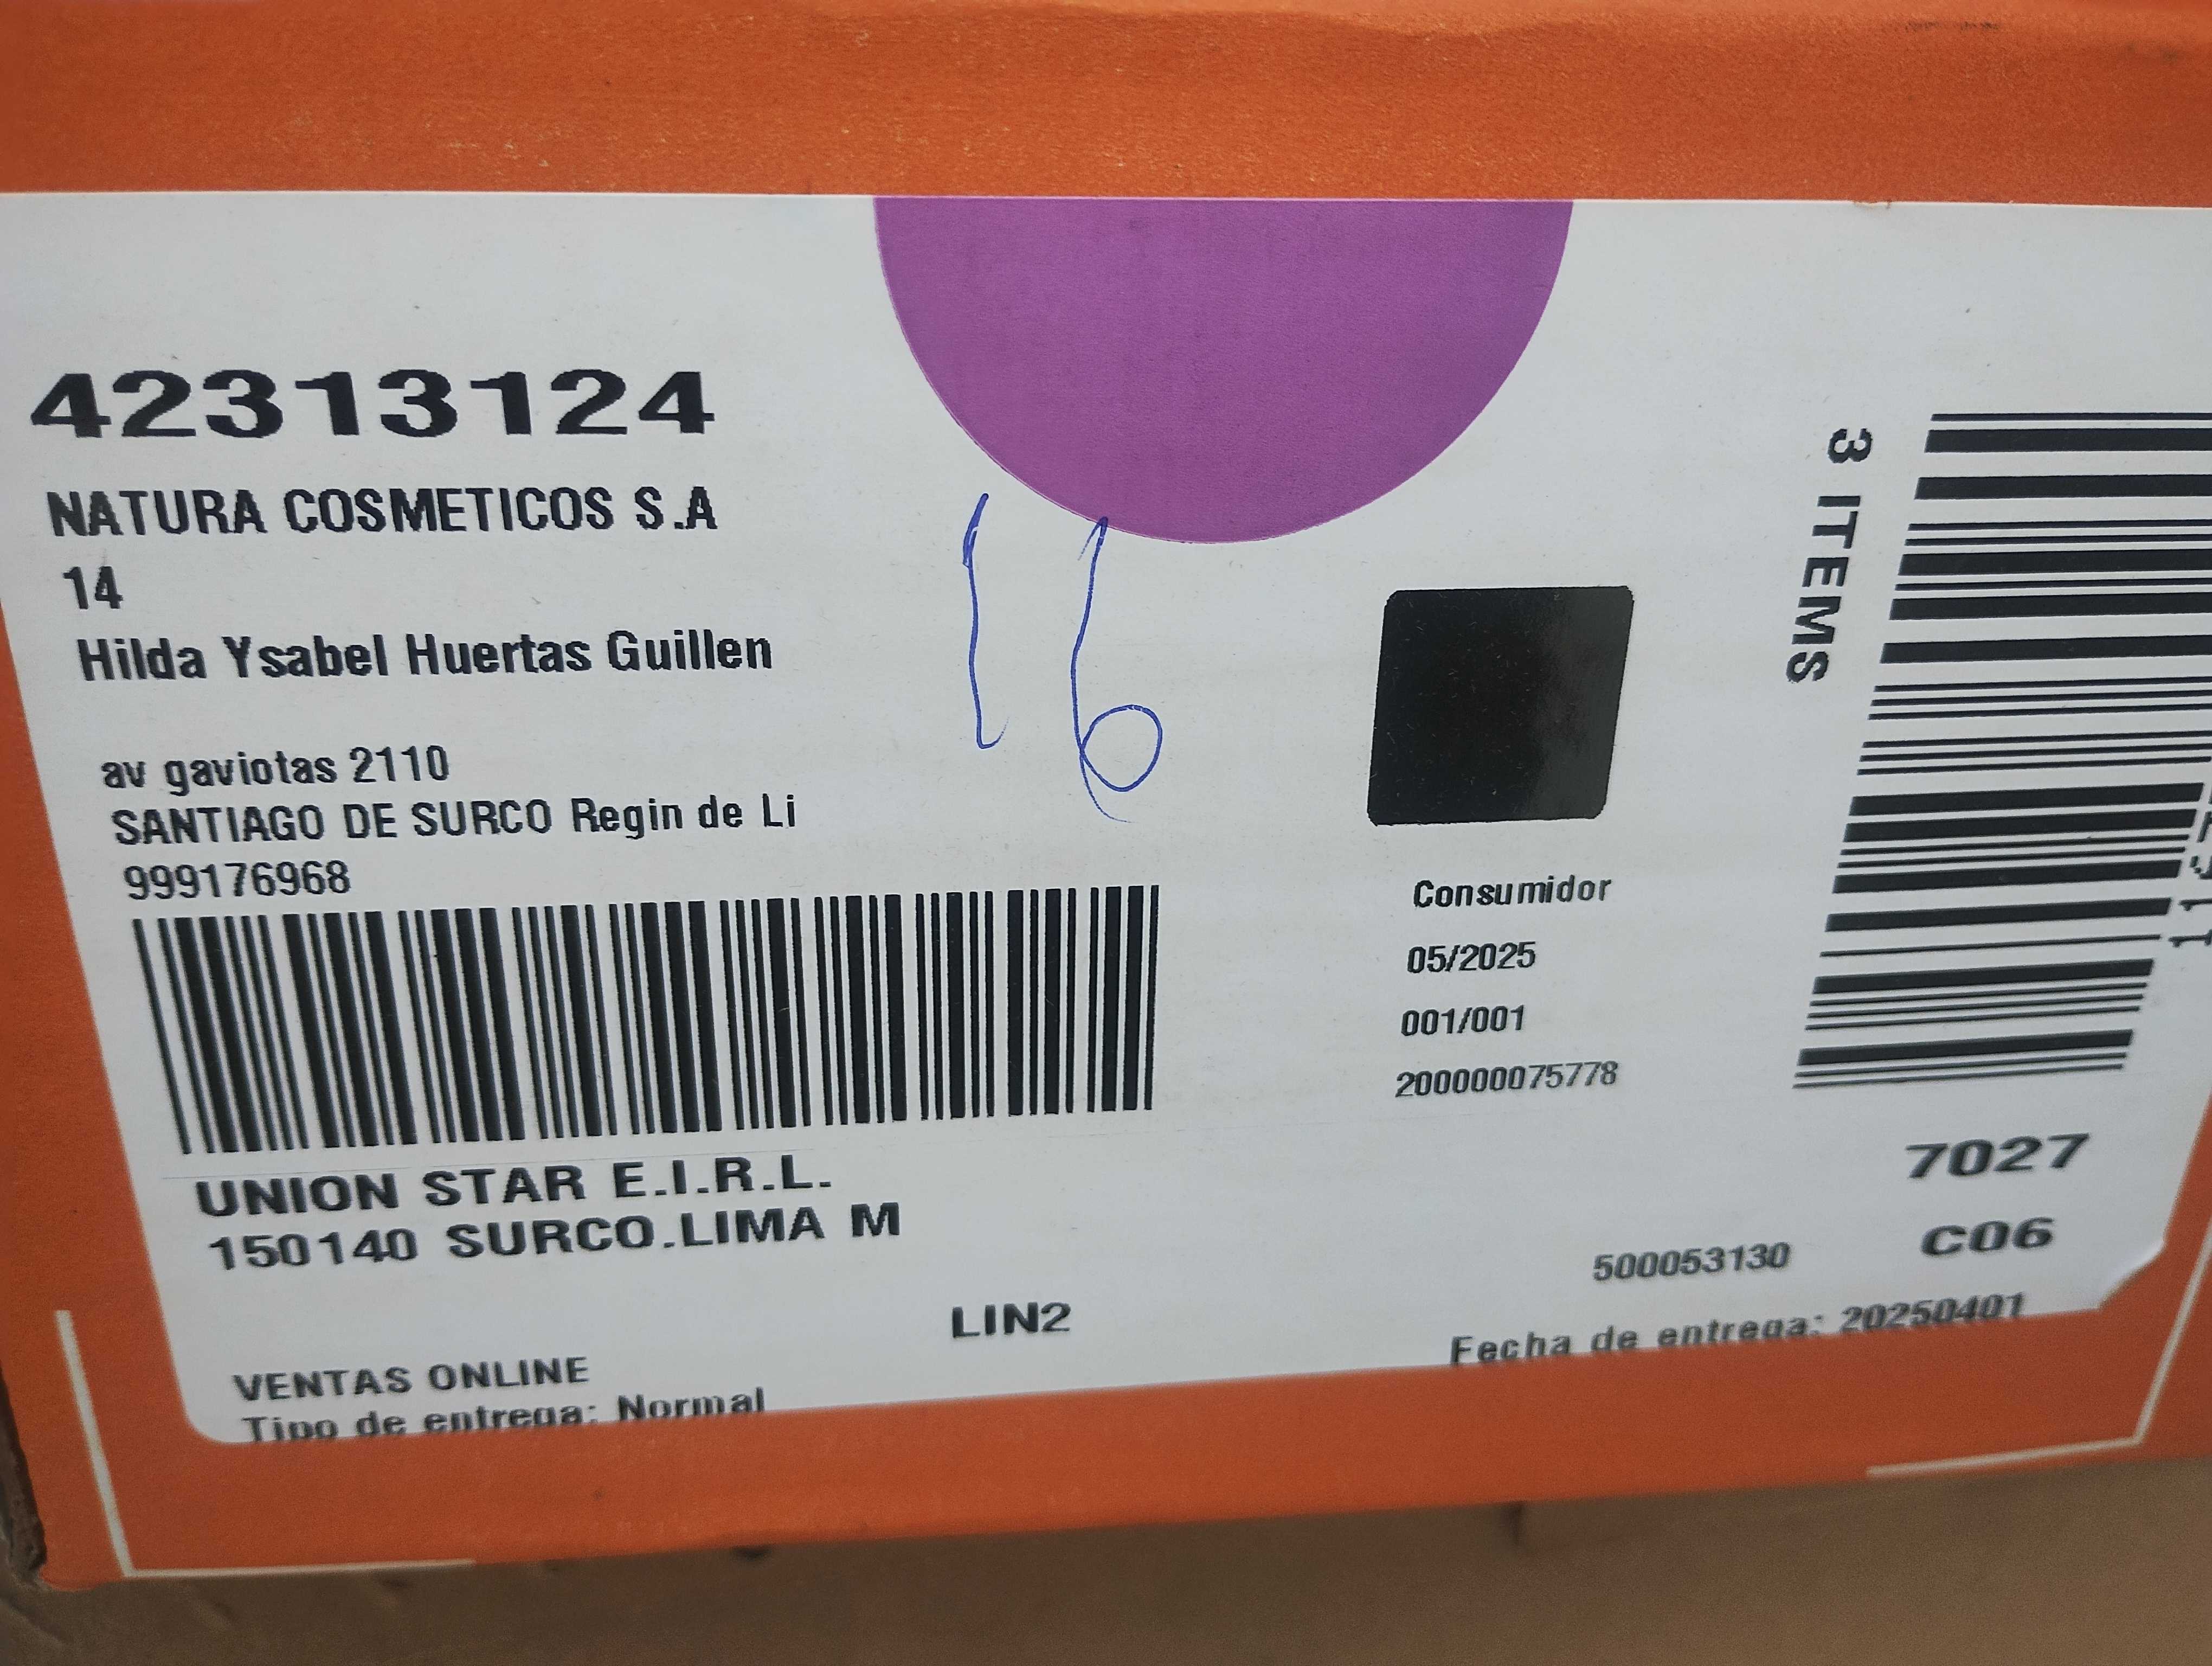 42313124
NATURA COSMETICOS S.A
14
Hilda Ysabel Huertas Guillen
av gaviotas 2110
SANTIAGO DE SURCO Regin de Li
999176968
16
3 ITEMS
Consumidor
05/2025
001/001
200000075778
UNION STAR E.I.R.L.
150140 SURCO.LIMA M
7027
C06
500053130
LIN2
Fecha de entrega: 20250401
VENTAS ONLINE
Tipo de entrega: Normal